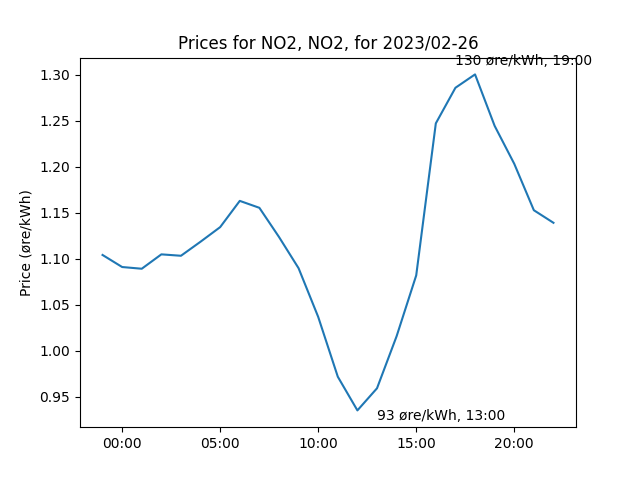 Prices for NO2, NO2, for 2023/02-26
130 øre/kWh, 19:00
1.30
1.25
1.20
1.15
1.10
1.05
1.00
0.95
Price (øre/kWh)
93 øre/kWh, 13:00
00:00 05:00 10:00 15:00 20:00